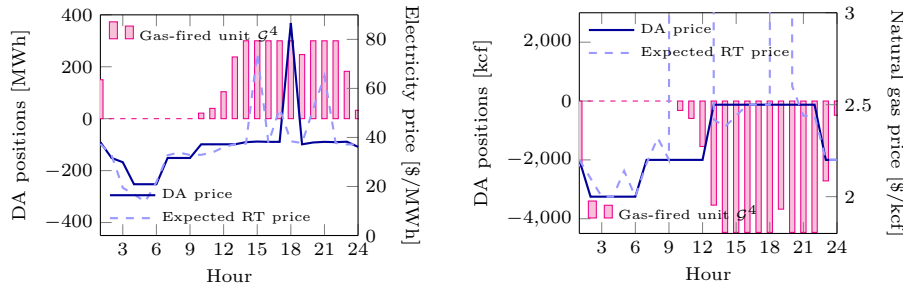 400
200
0
−200
−400
DA positions [MWh]
Gas-fired unit 𝒢⁴
DA price
Expected RT price
80
60
40
20
0
Electricity price [$/MWh]
3 6 9 12 15 18 21 24
Hour
2,000
0
−2,000
−4,000
DA positions [kcf]
DA price
Expected RT price
Gas-fired unit 𝒢⁴
3
2.5
2
Natural gas price [$/kcf]
3 6 9 12 15 18 21 24
Hour